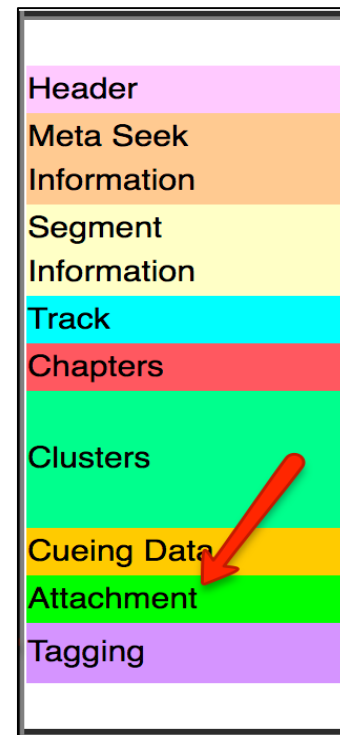 Header
Meta Seek
Information
Segment
Information
Track
Chapters
Clusters
Cueing Data
Attachment
Tagging